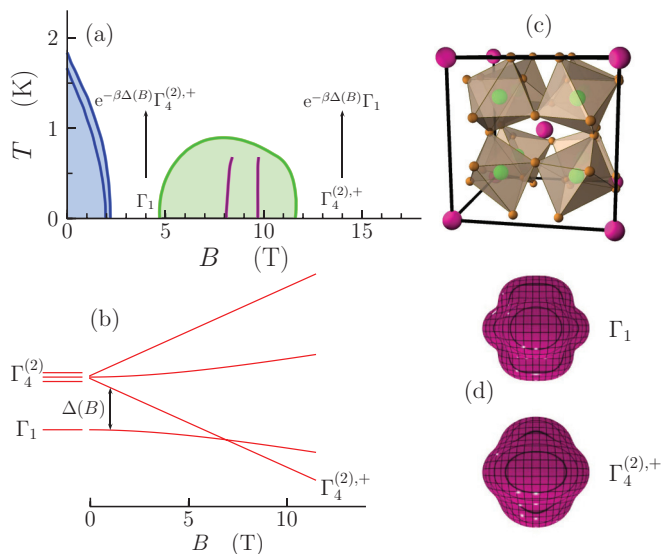 (a)
T (K)
2
1
0
e^{-βΔ(B)}Γ_4^{(2),+}
Γ_1
e^{-βΔ(B)}Γ_1
Γ_4^{(2),+}
0 5 10 15
B (T)
(b)
Γ_4^{(2)}
Δ(B)
Γ_1
Γ_4^{(2),+}
0 5 10
B (T)
(c)
Γ_1
(d)
Γ_4^{(2),+}